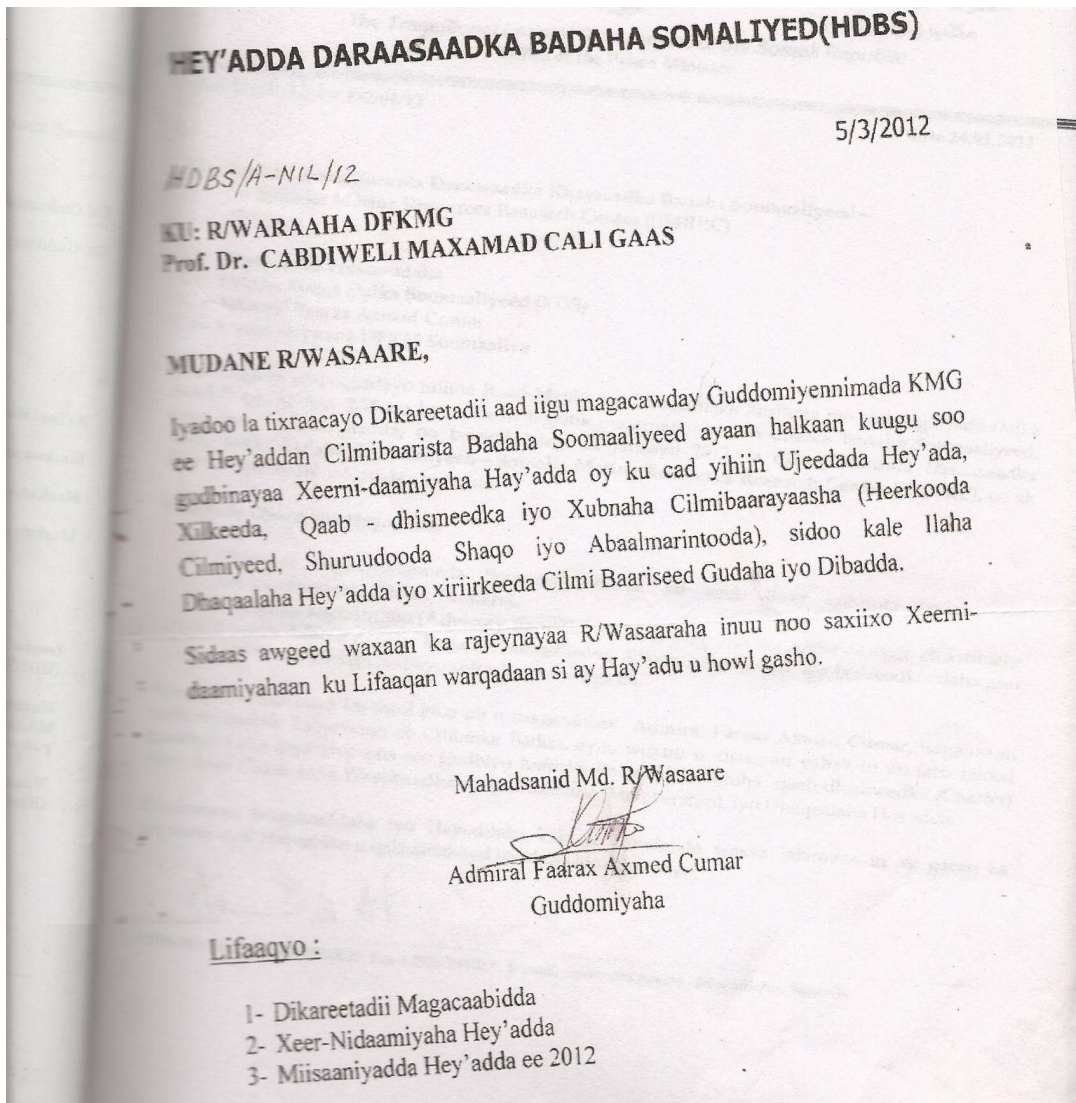 HEY'ADDA DARAASAADKA BADAHA SOMALIYED(HDBS)
5/3/2012
HDBS/A-NIL/12
KU: R/WARAAHA DFKMG
Prof. Dr. CABDIWELI MAXAMAD CALI GAAS
MUDANE R/WASAARE,
Iyadoo la tixraacayo Dikareetadii aad iigu magacawday Guddomiyennimada KMG
ee Hey'addan Cilmibaarista Badaha Soomaaliyeed ayaan halkaan kuugu soo
gudbinayaa Xeerni-daamiyaha Hay'adda oy ku cad yihiin Ujeedada Hey'ada,
Xilkeeda, Qaab - dhismeedka iyo Xubnaha Cilmibaarayaasha (Heerkooda
Cilmiyeed, Shuruudooda Shaqo iyo Abaalmarintooda), sidoo kale Ilaha
Dhaqaalaha Hey'adda iyo xiriirkeeda Cilmi Baariseed Gudaha iyo Dibadda.
Sidaas awgeed waxaan ka rajeynayaa R/Wasaaraha inuu noo saxiixo Xeerni-
daamiyahaan ku Lifaaqan warqadaan si ay Hay'adu u howl gasho.
Mahadsanid Md. R/Wasaare
Admiral Faarax Axmed Cumar
Guddomiyaha
Lifaaqyo :
1- Dikareetadii Magacaabidda
2- Xeer-Nidaamiyaha Hey'adda
3- Miisaaniyadda Hey'adda ee 2012